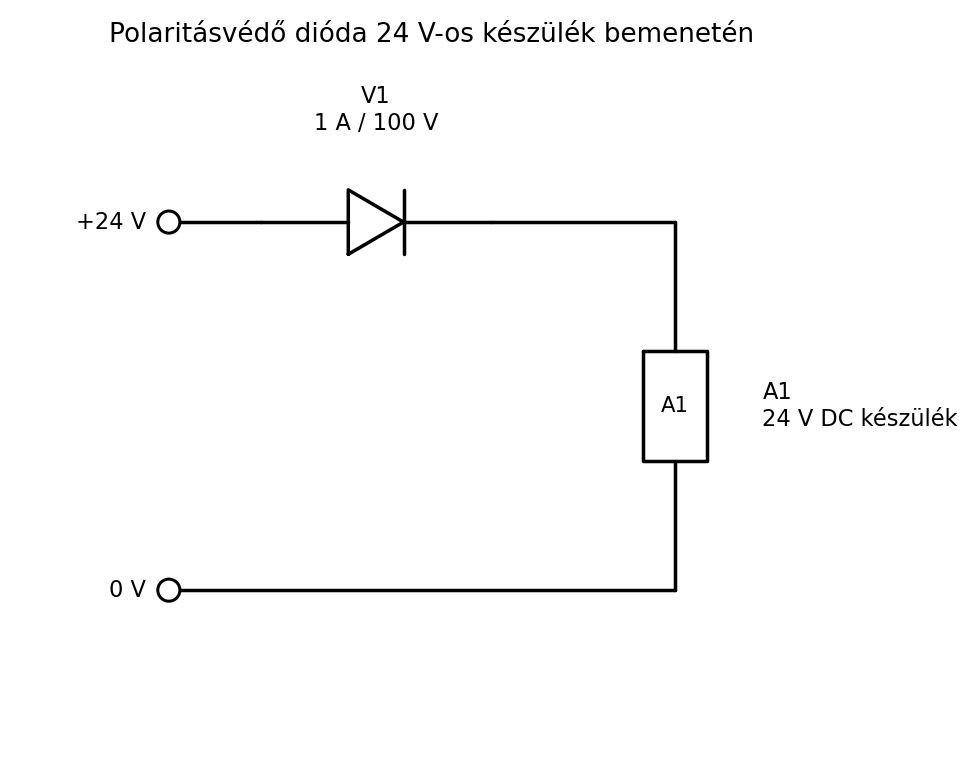 Polaritásvédő dióda 24 V-os készülék bemenetén
V1
1 A / 100 V
+24 V
A1
A1
24 V DC készülék
0 V